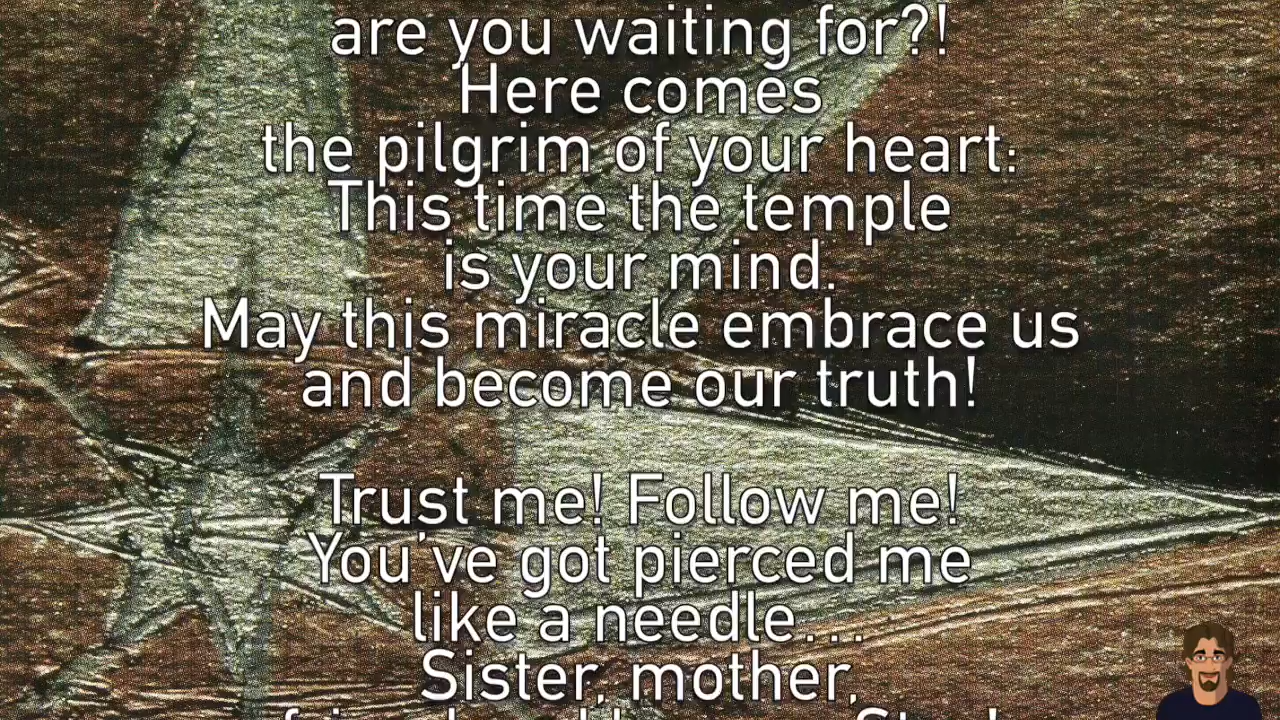 are you waiting for?!
Here comes
the pilgrim of your heart:
This time the temple
is your mind.
May this miracle embrace us
and become our truth!
Trust me! Follow me!
You've got pierced me
like a needle...
Sister, mother,